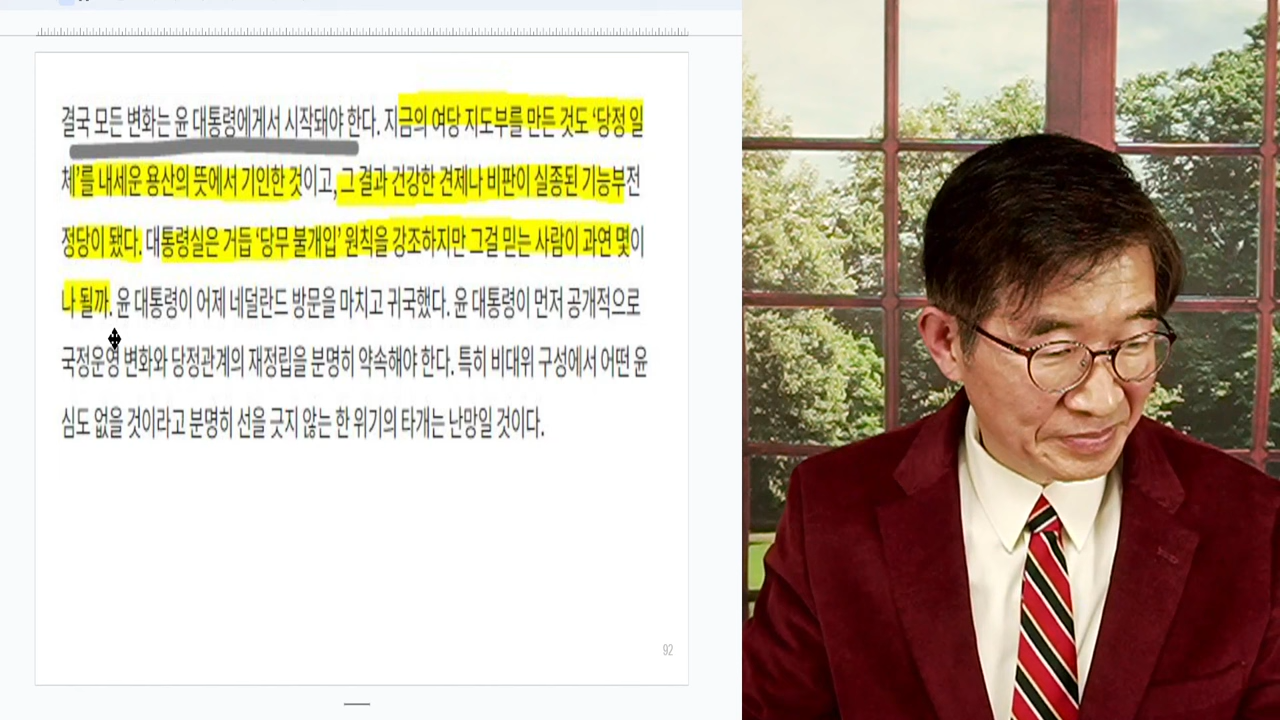 결국 모든 변화는 윤 대통령에게서 시작돼야 한다. 지금의 여당 지도부를 만든 것도 ‘당정 일
체’를 내세운 용산의 뜻에서 기인한 것이고, 그 결과 건강한 견제나 비판이 실종된 기능부전
정당이 됐다. 대통령실은 거듭 ‘당무 불개입’ 원칙을 강조하지만 그걸 믿는 사람이 과연 몇이
나 될까. 윤 대통령이 어제 네덜란드 방문을 마치고 귀국했다. 윤 대통령이 먼저 공개적으로
국정운영 변화와 당정관계의 재정립을 분명히 약속해야 한다. 특히 비대위 구성에서 어떤 윤
심도 없을 것이라고 분명히 선을 긋지 않는 한 위기의 타개는 난망일 것이다.
92